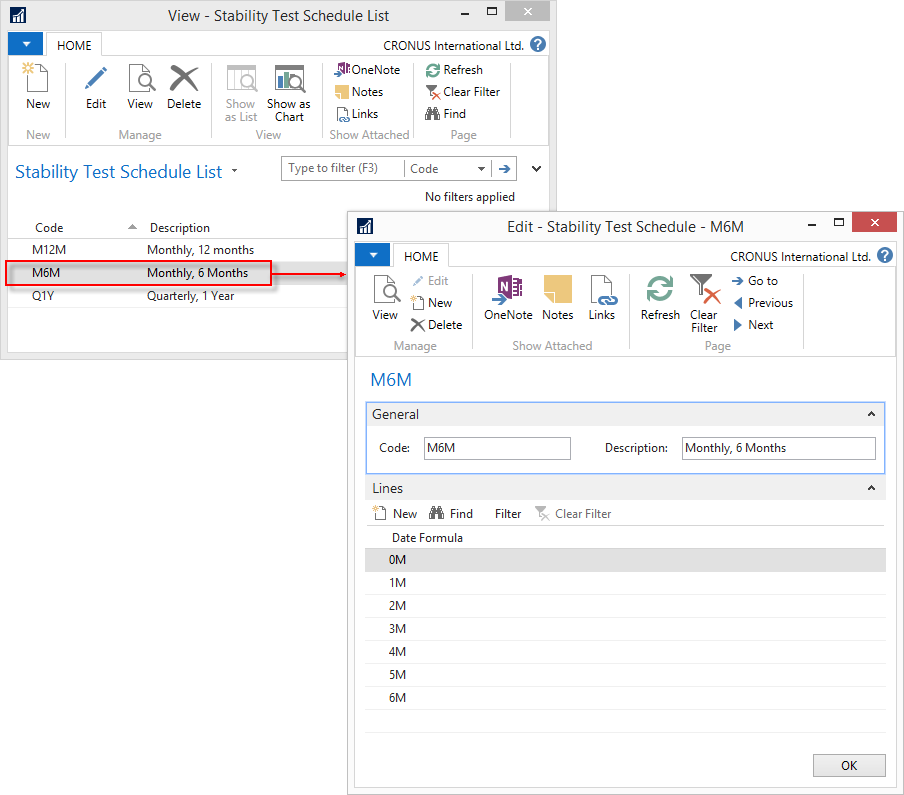 View - Stability Test Schedule List
HOME
CRONUS International Ltd.
?
New
Edit
View
Delete
Show as List
Show as Chart
OneNote
Notes
Links
Refresh
Clear Filter
Find
New
Manage
View
Show Attached
Page
Stability Test Schedule List
Type to filter (F3)
Code
No filters applied
Code
Description
M12M
Monthly, 12 months
M6M
Monthly, 6 Months
Q1Y
Quarterly, 1 Year
Edit - Stability Test Schedule - M6M
HOME
CRONUS International Ltd.
?
View
Edit
New
Delete
OneNote
Notes
Links
Refresh
Clear Filter
Go to
Previous
Next
Manage
Show Attached
Page
M6M
General
Code:
M6M
Description:
Monthly, 6 Months
Lines
New
Find
Filter
Clear Filter
Date Formula
0M
1M
2M
3M
4M
5M
6M
OK